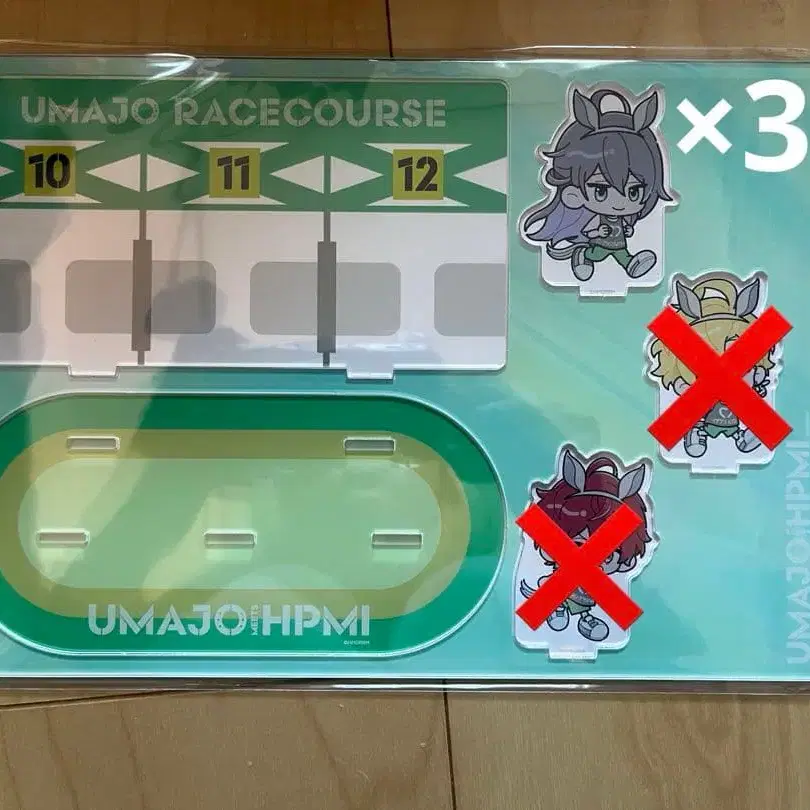 UMAJO RACECOURSE
10 11 12
×3
UMAJO MEETS HPMI
UMAJO HPMI